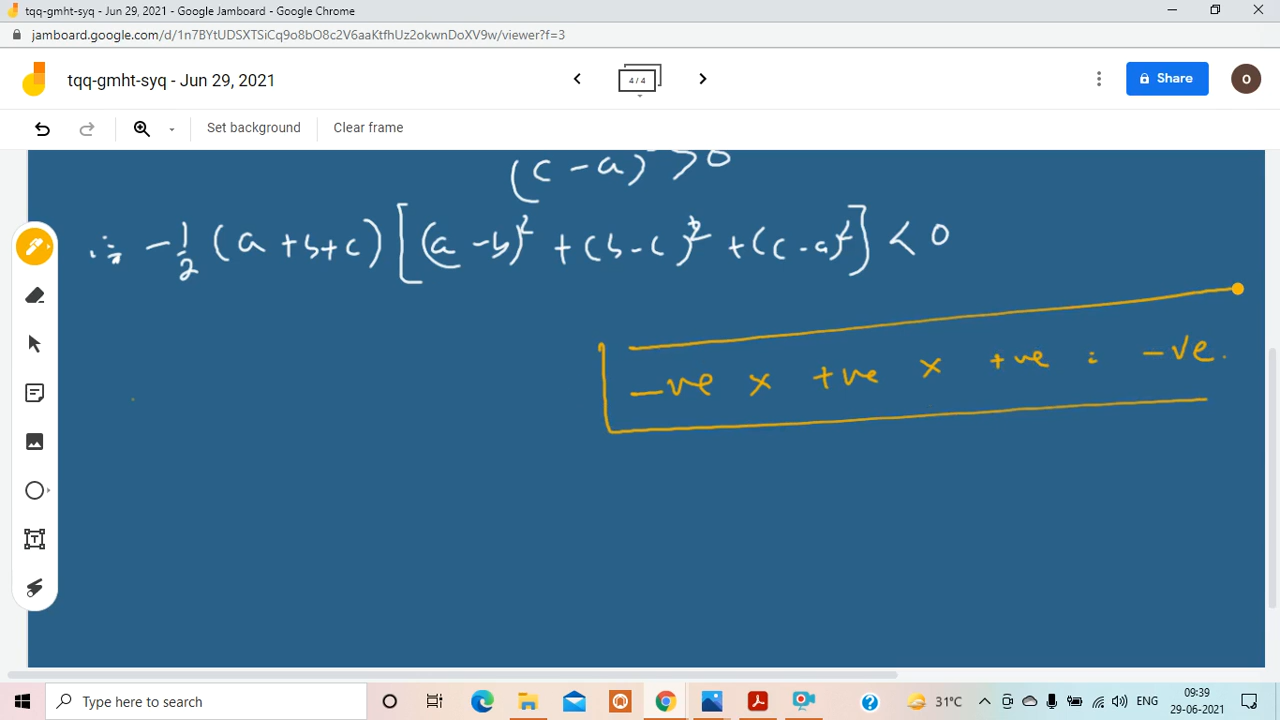 tqq-gmht-syq - Jun 29, 2021 - Google Jamboard - Google Chrome
jamboard.google.com/d/1n7BYtUDSXTSiCq9o8bO8c2V6aaKtfhUz2okwnDoXV9w/viewer?f=3
tqq-gmht-syq - Jun 29, 2021
4 / 4
Share
O
Set background
Clear frame
(c - a)² > 0
∴ -1/2 (a + b + c) [(a - b)² + (b - c)² + (c - a)²] < 0
-ve × +ve × +ve = -ve.
Type here to search
31°C
ENG
09:39
29-06-2021